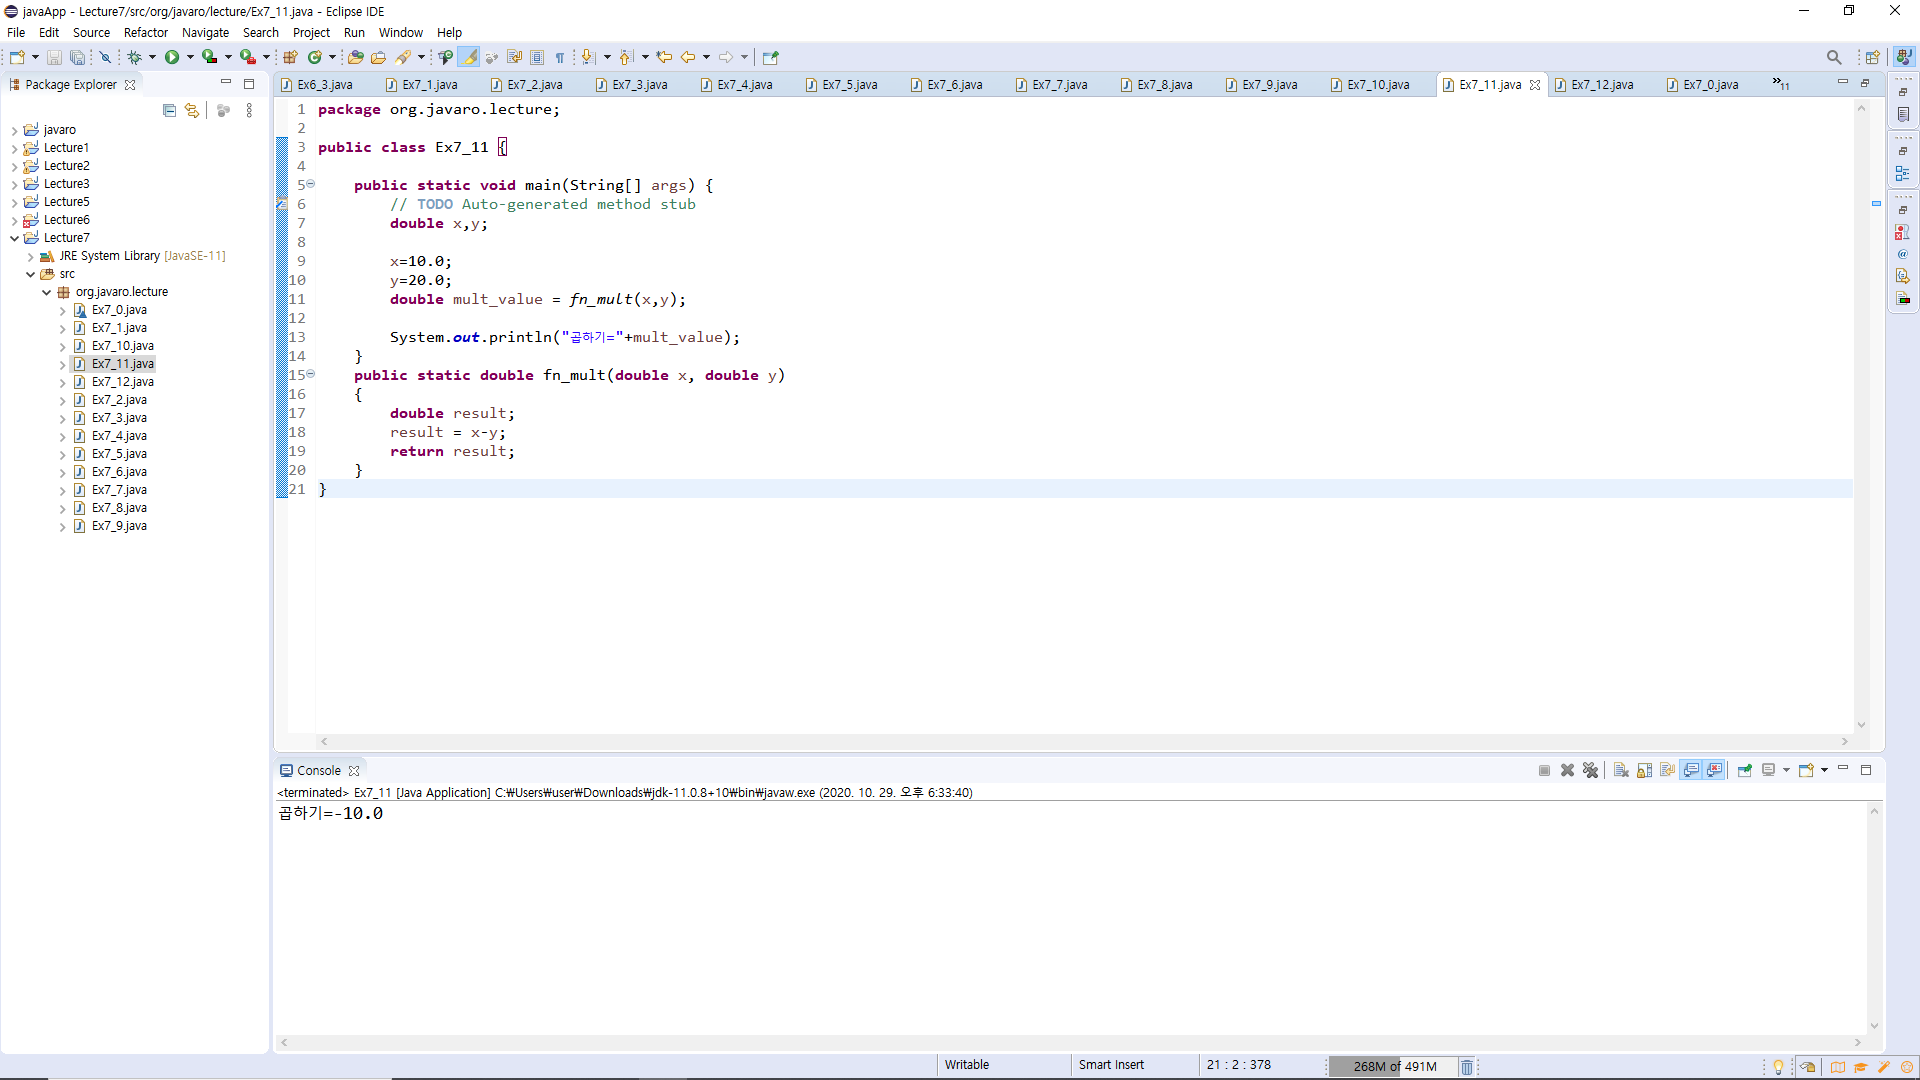 javaApp - Lecture7/src/org/javaro/lecture/Ex7_11.java - Eclipse IDE
File Edit Source Refactor Navigate Search Project Run Window Help
Package Explorer
Ex6_3.java Ex7_1.java Ex7_2.java Ex7_3.java Ex7_4.java Ex7_5.java Ex7_6.java Ex7_7.java Ex7_8.java Ex7_9.java Ex7_10.java Ex7_11.java Ex7_12.java Ex7_0.java »11
javaro
Lecture1
Lecture2
Lecture3
Lecture5
Lecture6
Lecture7
JRE System Library [JavaSE-11]
src
org.javaro.lecture
Ex7_0.java
Ex7_1.java
Ex7_10.java
Ex7_11.java
Ex7_12.java
Ex7_2.java
Ex7_3.java
Ex7_4.java
Ex7_5.java
Ex7_6.java
Ex7_7.java
Ex7_8.java
Ex7_9.java
1 package org.javaro.lecture;
2
3 public class Ex7_11 {
4
5 public static void main(String[] args) {
6 // TODO Auto-generated method stub
7 double x,y;
8
9 x=10.0;
10 y=20.0;
11 double mult_value = fn_mult(x,y);
12
13 System.out.println("곱하기="+mult_value);
14 }
15 public static double fn_mult(double x, double y)
16 {
17 double result;
18 result = x-y;
19 return result;
20 }
21 }
Console
<terminated> Ex7_11 [Java Application] C:₩Users₩user₩Downloads₩jdk-11.0.8+10₩bin₩javaw.exe (2020. 10. 29. 오후 6:33:40)
곱하기=-10.0
Writable Smart Insert 21 : 2 : 378 268M of 491M